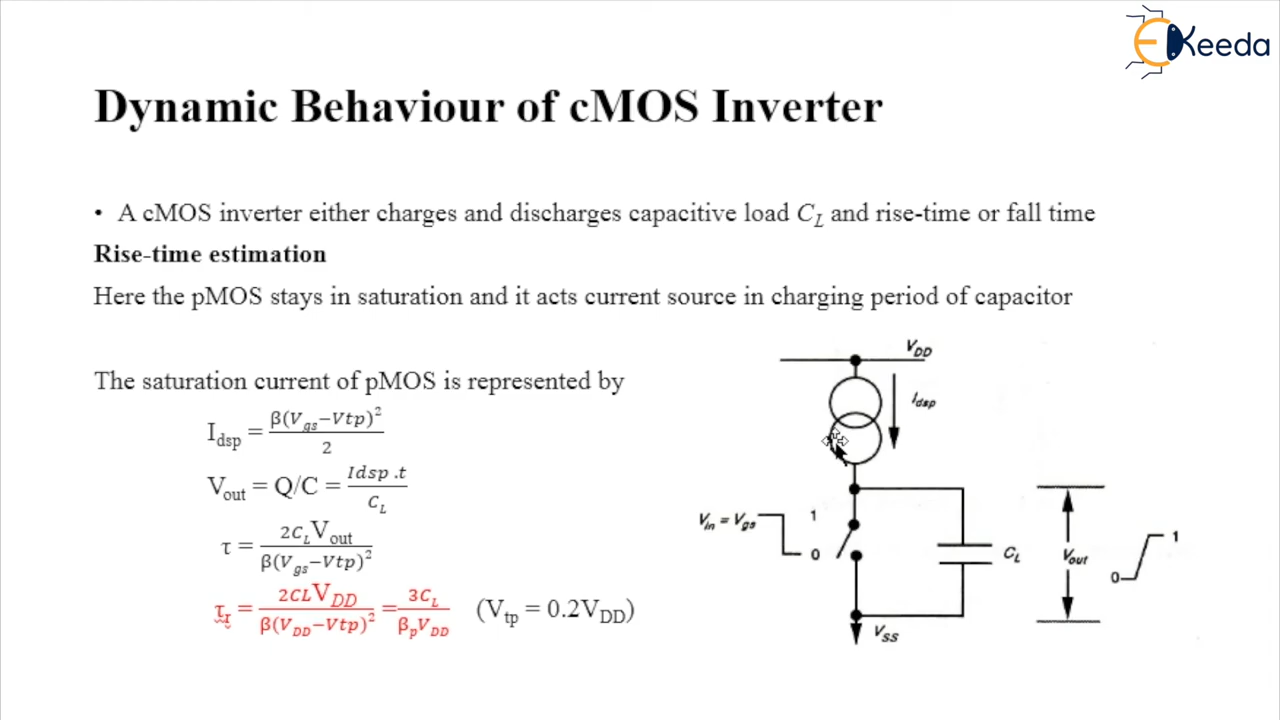 EKeeda
Dynamic Behaviour of cMOS Inverter
• A cMOS inverter either charges and discharges capacitive load C_L and rise-time or fall time
Rise-time estimation
Here the pMOS stays in saturation and it acts current source in charging period of capacitor
The saturation current of pMOS is represented by
I_dsp = β(V_gs−Vtp)^2 / 2
V_out = Q/C = Idsp .t / C_L
τ = 2C_L V_out / β(V_gs−Vtp)^2
τ_r = 2CLV_DD / β(V_DD−Vtp)^2 = 3C_L / β_p V_DD (V_tp = 0.2V_DD)
V_DD
I_dsp
V_in = V_gs
1
0
C_L
V_out
1
0
V_SS